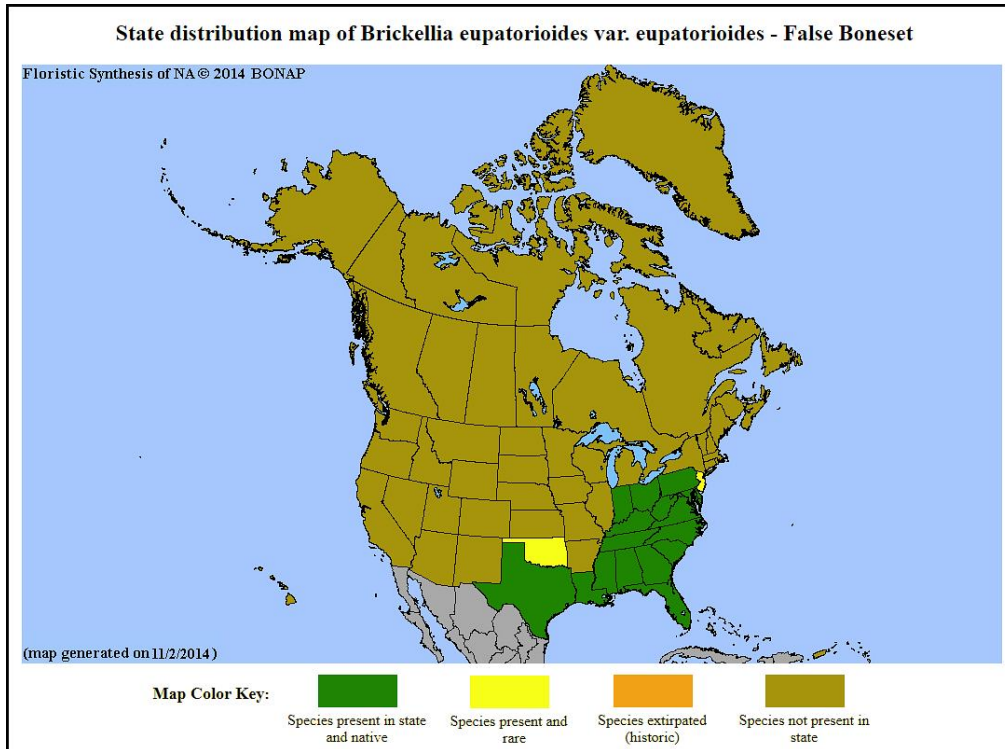 State distribution map of Brickellia eupatorioides var. eupatorioides - False Boneset
Floristic Synthesis of NA © 2014 BONAP
(map generated on 11/2/2014)
Map Color Key:
Species present in state
and native
Species present and
rare
Species extirpated
(historic)
Species not present in
state